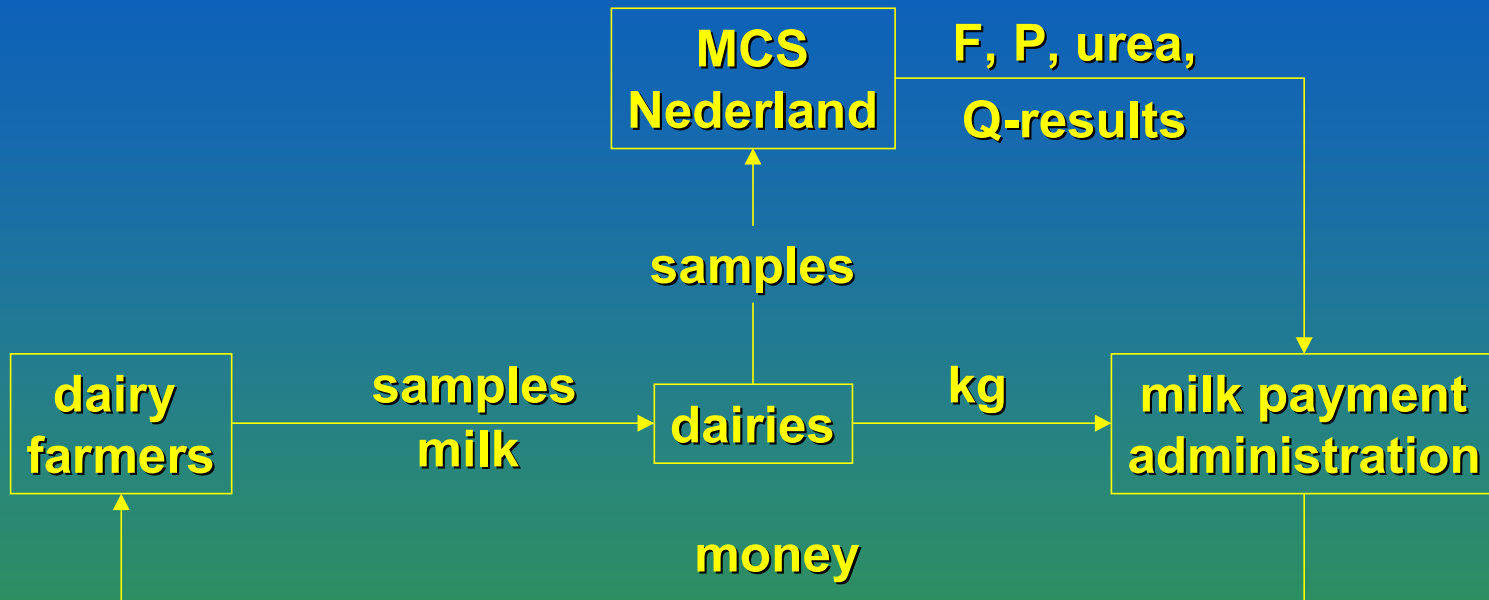 MCS
Nederland
F, P, urea,
Q-results
samples
dairy
farmers
samples
milk
dairies
kg
milk payment
administration
money